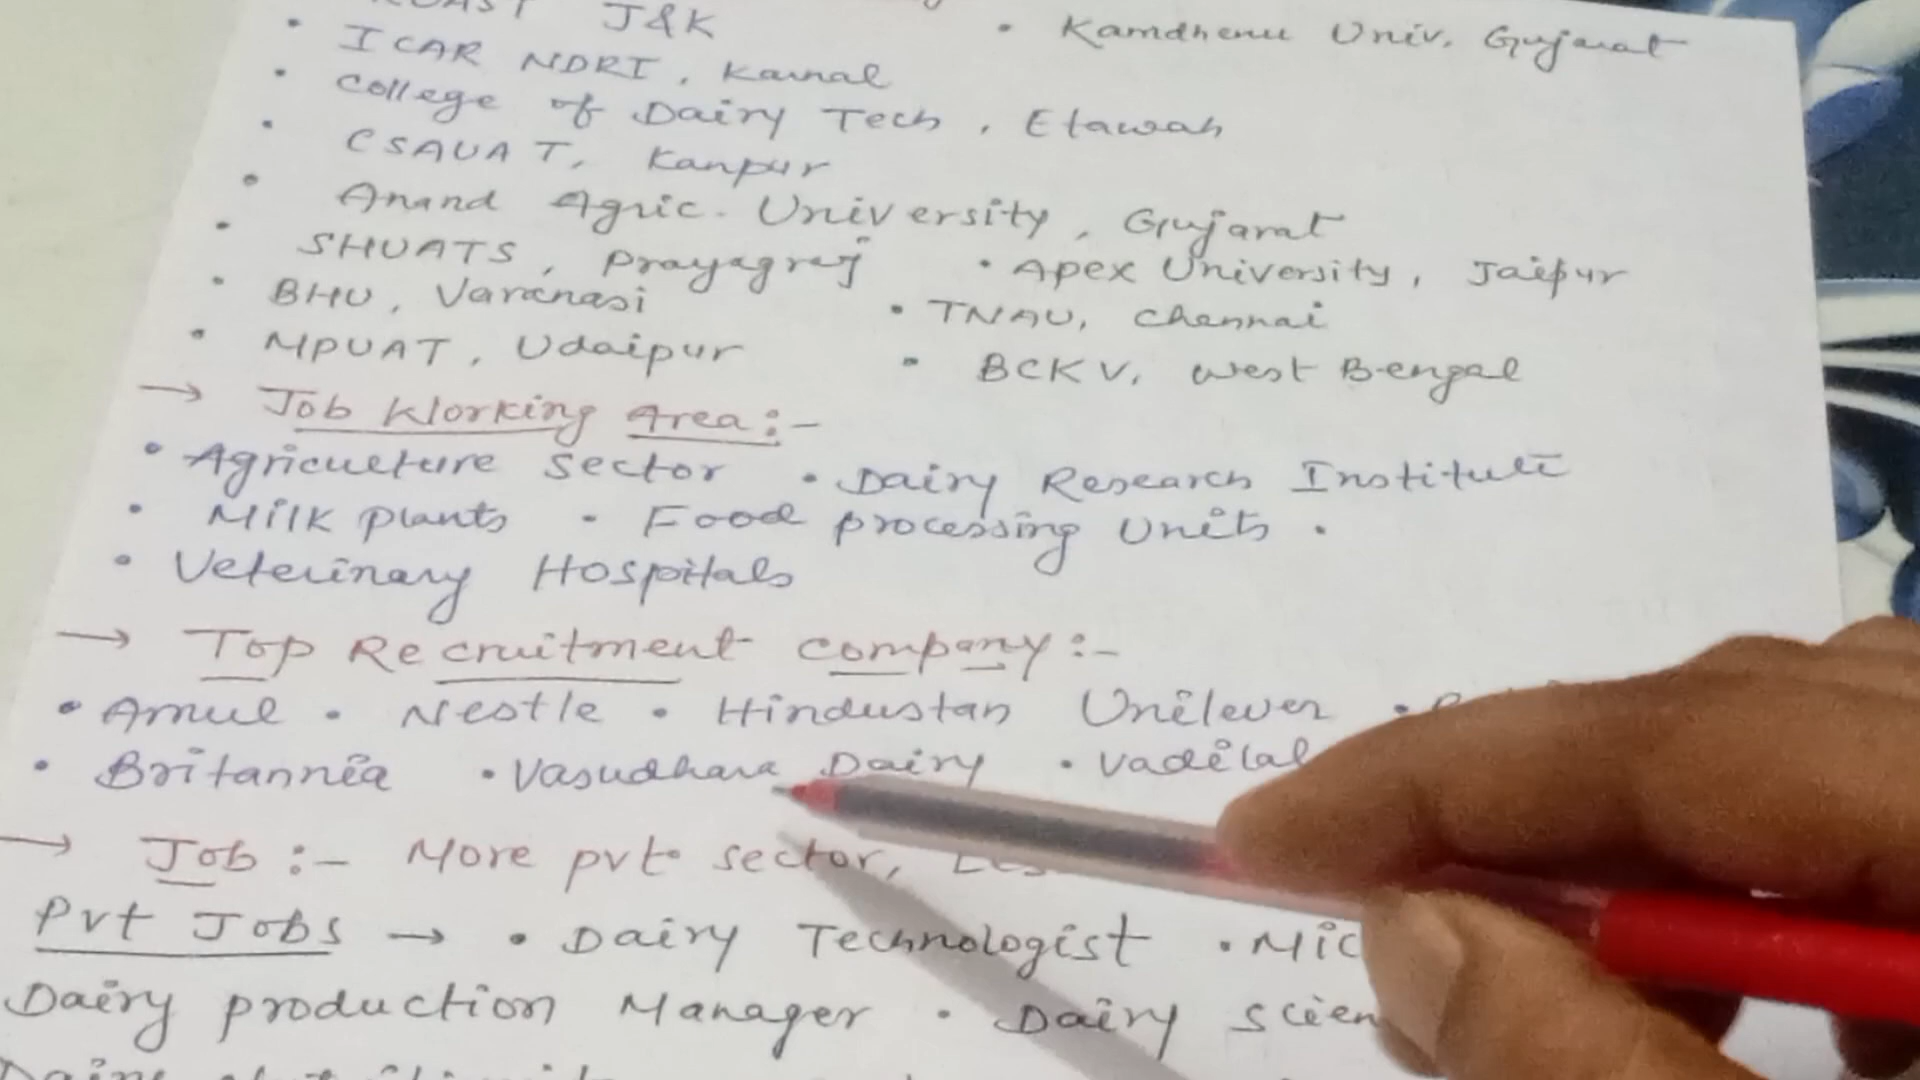 J&K • Kamdhenu Univ. Gujarat
• ICAR NDRI, Karnal
• College of Dairy Tech, Etawah
• CSAUAT, Kanpur
• Anand Agric. University, Gujarat
• SHUATS, Prayagraj • Apex University, Jaipur
• BHU, Varanasi • TNAU, Chennai
• MPUAT, Udaipur • BCKV, West Bengal
→ Job Working Area:-
• Agriculture Sector • Dairy Research Institute
• Milk plants • Food processing Units •
• Veterinary Hospitals
→ Top Recruitment company:-
• Amul • Nestle • Hindustan Unilever •
• Britannia • Vasudhara Dairy • Vadilal
→ Job:- More pvt. sector,
Pvt Jobs → • Dairy Technologist • Mic
Dairy production Manager • Dairy scien